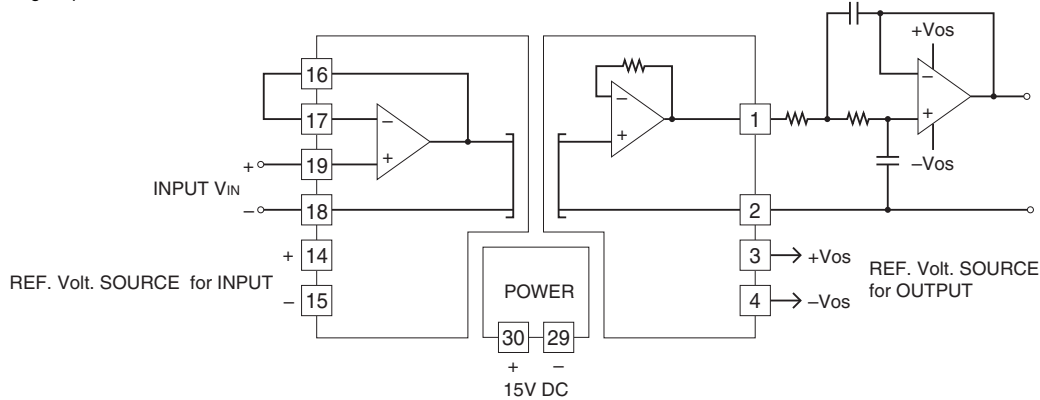 +Vos
16
–
–
17
–
+
1
+
+
19
+
–Vos
INPUT VIN
–
18
2
+
14
3
+Vos
REF. Volt. SOURCE for INPUT
REF. Volt. SOURCE
for OUTPUT
–
15
POWER
4
–Vos
30
29
+
–
15V DC